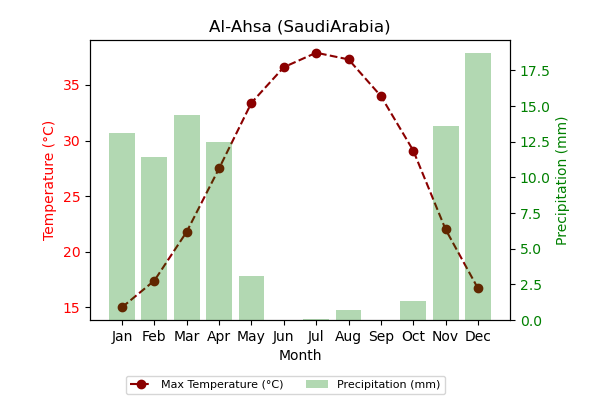 Al-Ahsa (SaudiArabia)
Temperature (°C)
35
30
25
20
15
17.5
15.0
12.5
10.0
7.5
5.0
2.5
0.0
Precipitation (mm)
Jan Feb Mar Apr May Jun Jul Aug Sep Oct Nov Dec
Month
Max Temperature (°C) Precipitation (mm)